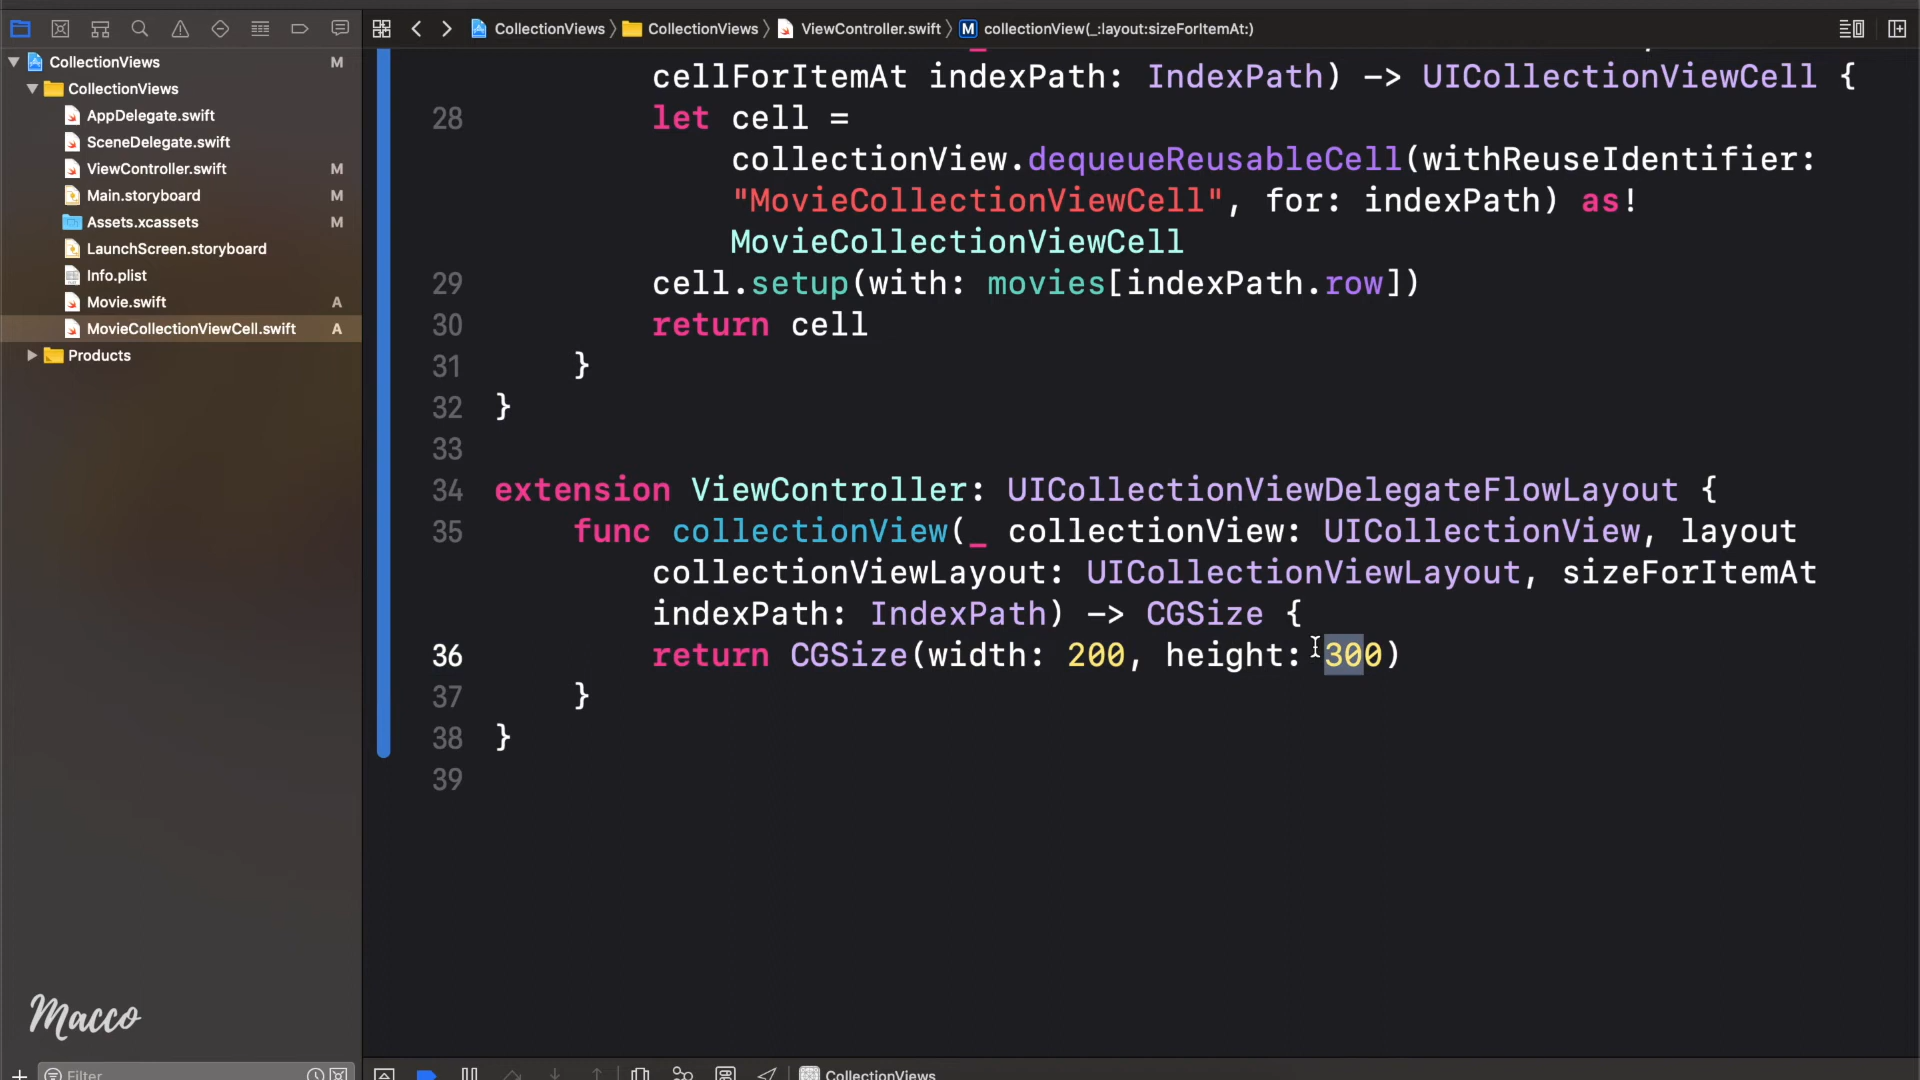 CollectionViews 〉 CollectionViews 〉 ViewController.swift 〉 M collectionView(_:layout:sizeForItemAt:)
CollectionViews M
CollectionViews
AppDelegate.swift
SceneDelegate.swift
ViewController.swift M
Main.storyboard M
Assets.xcassets M
LaunchScreen.storyboard
Info.plist
Movie.swift A
MovieCollectionViewCell.swift A
Products
cellForItemAt indexPath: IndexPath) -> UICollectionViewCell {
28 let cell =
collectionView.dequeueReusableCell(withReuseIdentifier:
"MovieCollectionViewCell", for: indexPath) as!
MovieCollectionViewCell
29 cell.setup(with: movies[indexPath.row])
30 return cell
31 }
32 }
33
34 extension ViewController: UICollectionViewDelegateFlowLayout {
35 func collectionView(_ collectionView: UICollectionView, layout
collectionViewLayout: UICollectionViewLayout, sizeForItemAt
indexPath: IndexPath) -> CGSize {
36 return CGSize(width: 200, height: 300)
37 }
38 }
39
Macco
Filter
CollectionViews